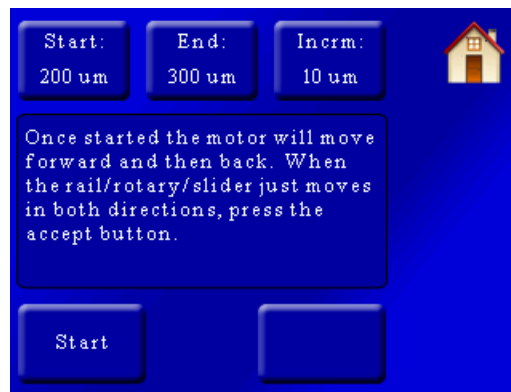 Start:
200 um
End:
300 um
Incrm:
10 um
Once started the motor will move
forward and then back. When
the rail/rotary/slider just moves
in both directions, press the
accept button.
Start